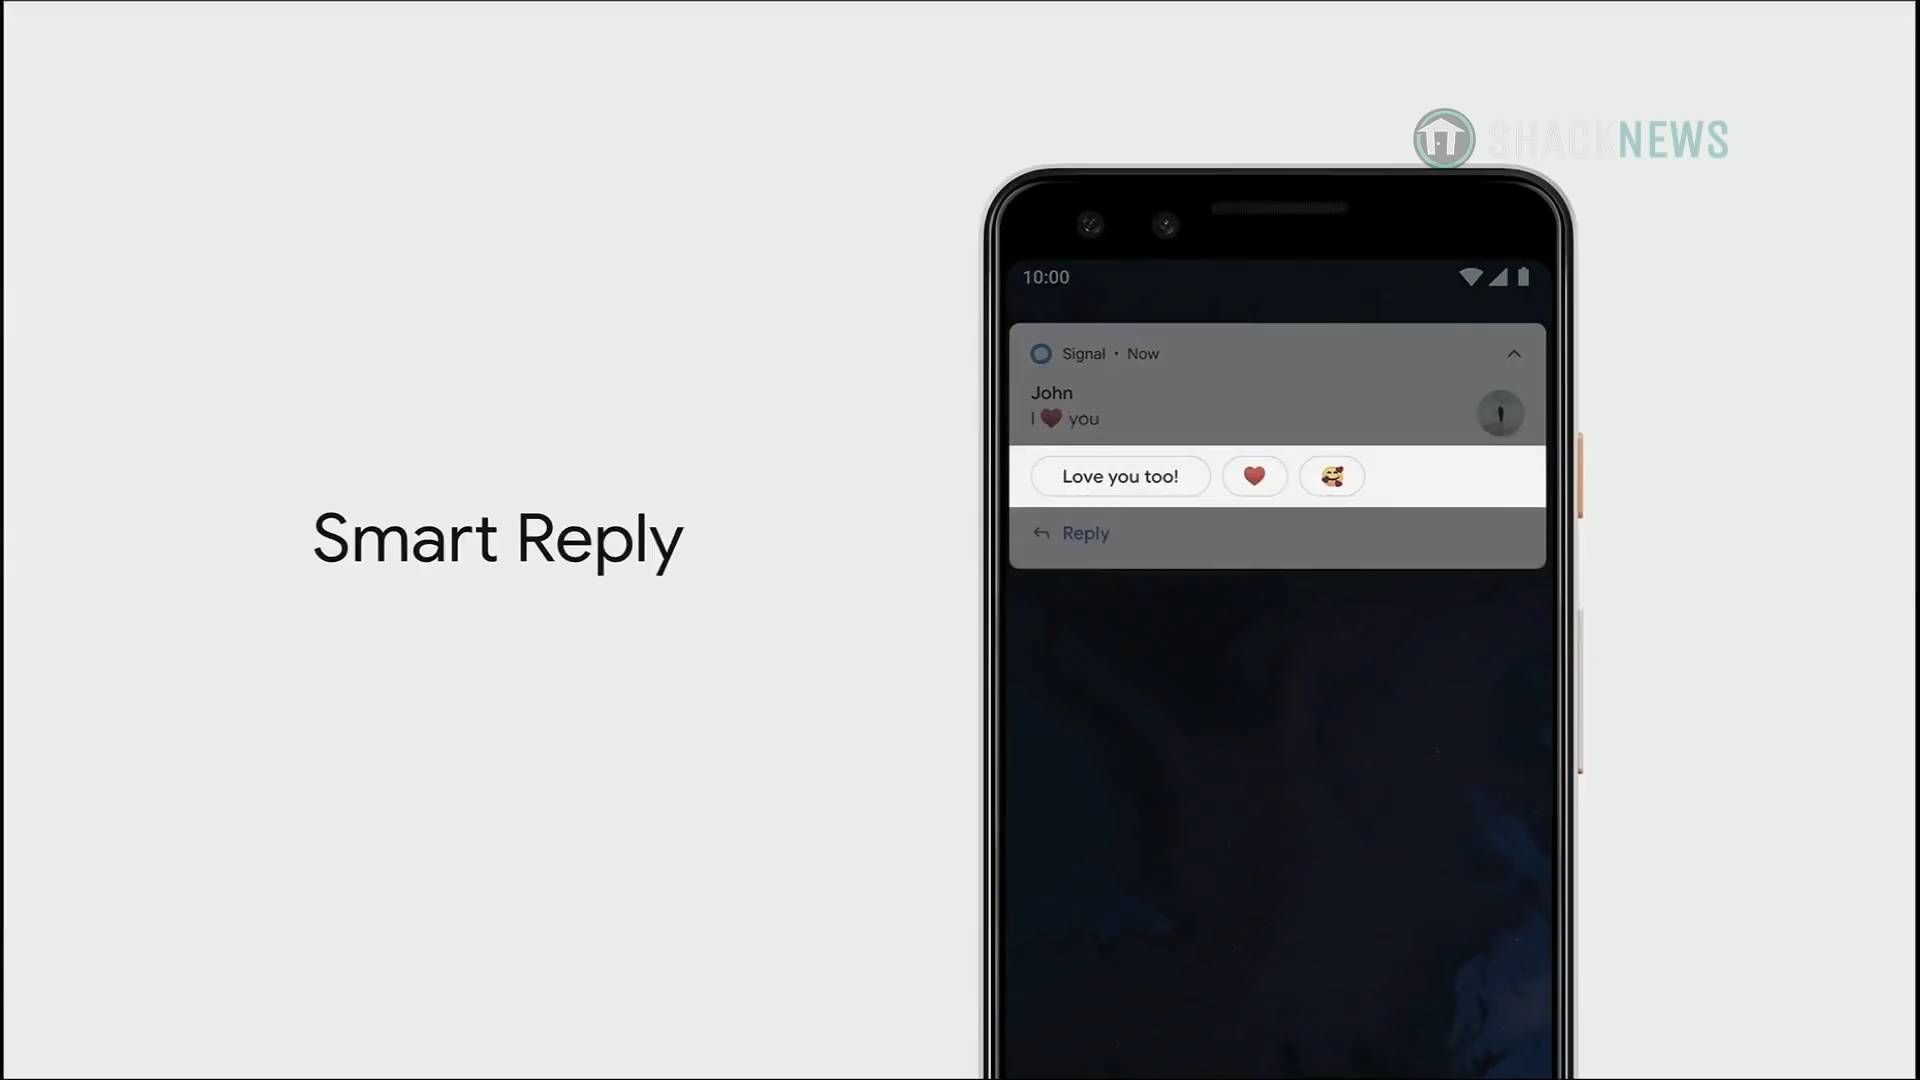 SHACKNEWS
10:00
Signal • Now
John
I ❤️ you
Love you too! ❤️ 🥰
Reply
Smart Reply